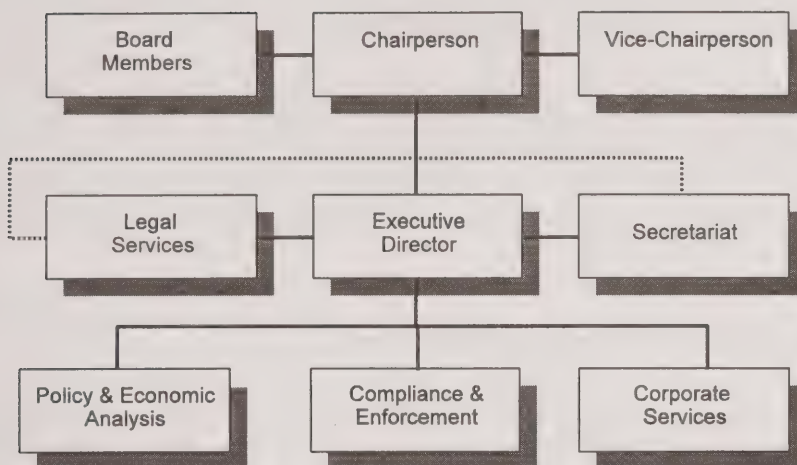 Board
Members
Chairperson
Vice-Chairperson
Legal
Services
Executive
Director
Secretariat
Policy & Economic
Analysis
Compliance &
Enforcement
Corporate
Services